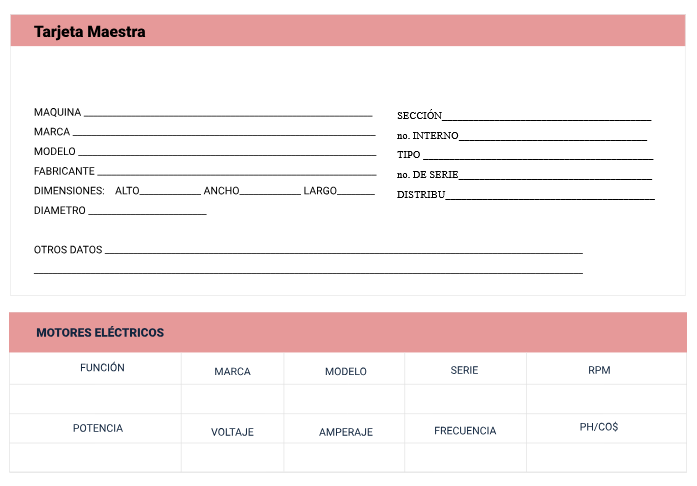 Tarjeta Maestra
MAQUINA
MARCA
MODELO
FABRICANTE
DIMENSIONES: ALTO ANCHO LARGO
DIAMETRO
SECCIÓN
no. INTERNO
TIPO
no. DE SERIE
DISTRIBU
OTROS DATOS
MOTORES ELÉCTRICOS
FUNCIÓN MARCA MODELO SERIE RPM
POTENCIA VOLTAJE AMPERAJE FRECUENCIA PH/CO$